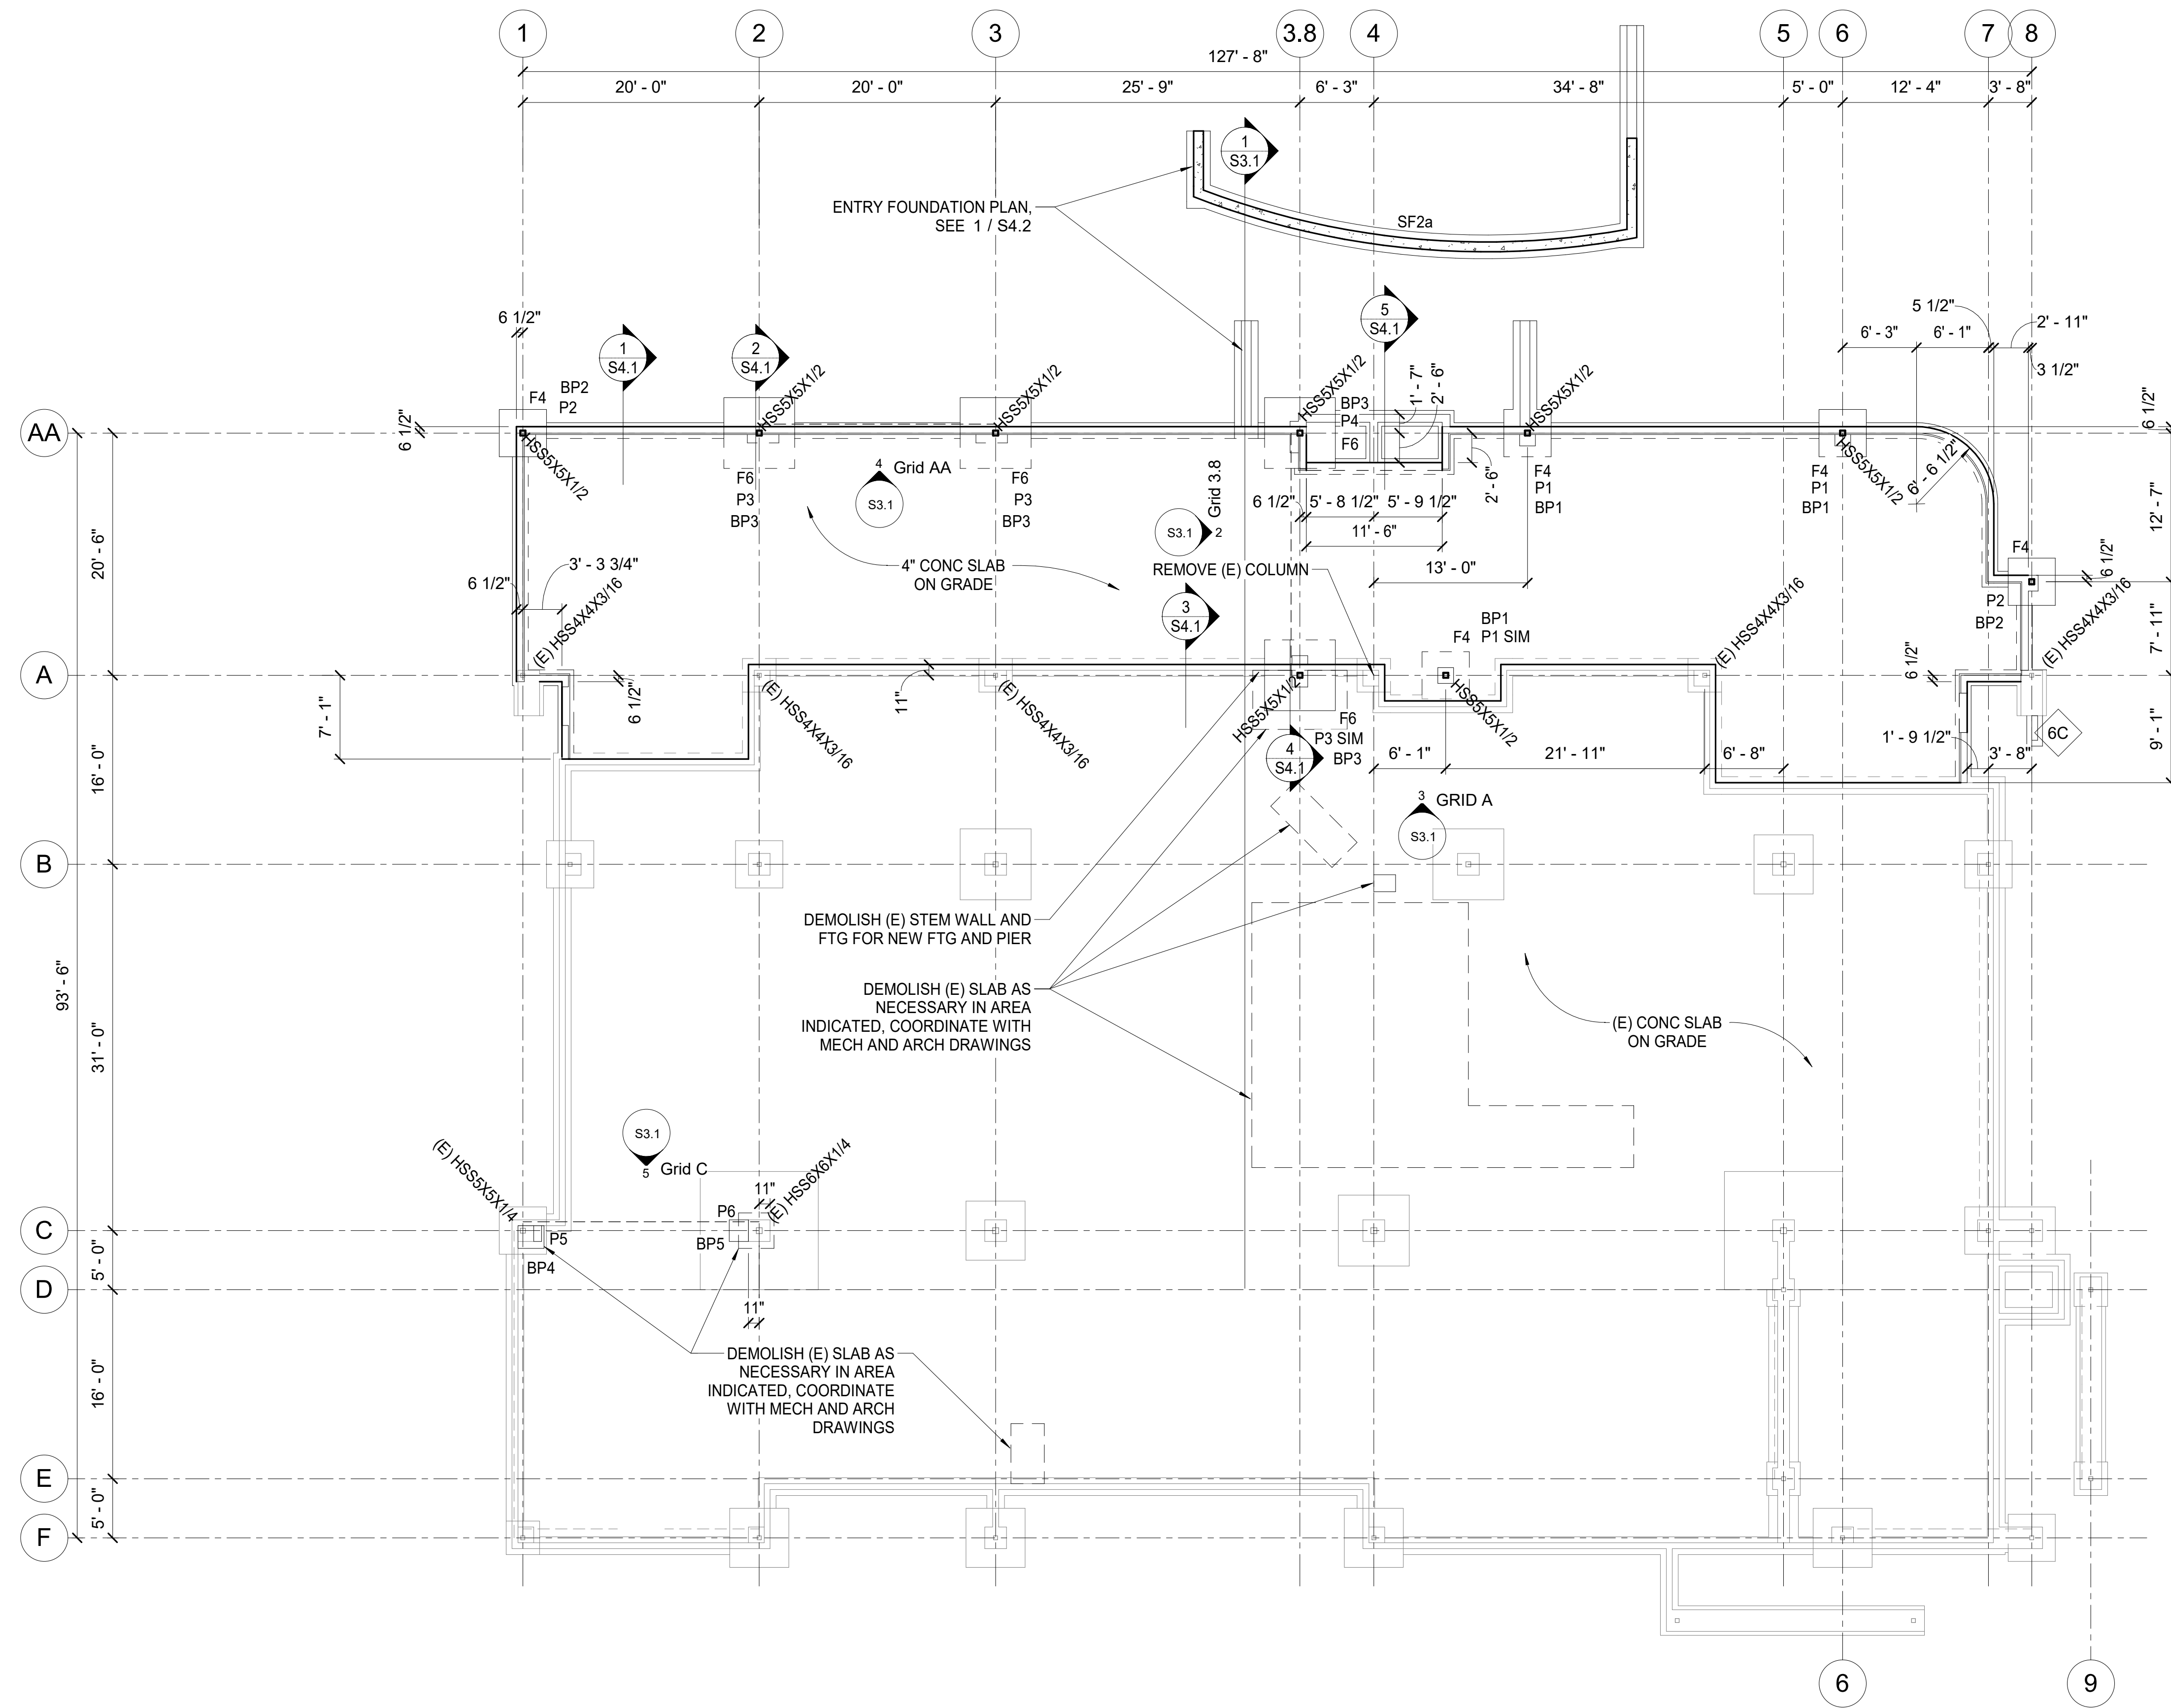 1
2
3
3.8
4
5
6
7
8
127' - 8"
20' - 0"
20' - 0"
25' - 9"
6' - 3"
34' - 8"
5' - 0"
12' - 4"
3' - 8"
1
S3.1
ENTRY FOUNDATION PLAN,
SEE 1 / S4.2
SF2a
6 1/2"
1
S4.1
2
S4.1
5
S4.1
5 1/2"
6' - 3"
6' - 1"
2' - 11"
3 1/2"
F4
BP2
P2
HSS5X5X1/2
HSS5X5X1/2
HSS5X5X1/2
BP3
P4
F6
1' - 7"
2' - 6"
HSS5X5X1/2
6 1/2"
AA
6 1/2"
HSS5X5X1/2
F6
P3
BP3
4
Grid AA
S3.1
F6
P3
BP3
Grid 3.8
S3.1
2
6 1/2"
5' - 8 1/2"
5' - 9 1/2"
11' - 6"
2' - 6"
F4
P1
BP1
13' - 0"
F4
P1
BP1
HSS5X5X1/2
6' - 6 1/2"
12' - 7"
20' - 6"
6 1/2"
3' - 3 3/4"
(E) HSS4X4X3/16
4" CONC SLAB
ON GRADE
REMOVE (E) COLUMN
3
S4.1
BP1
F4
P1 SIM
(E) HSS4X4X3/16
F4
6 1/2"
P2
BP2
(E) HSS4X4X3/16
7' - 11"
A
6 1/2"
7' - 1"
6 1/2"
(E) HSS4X4X3/16
11"
(E) HSS4X4X3/16
HSS5X5X1/2
F6
P3 SIM
BP3
4
S4.1
HSS5X5X1/2
6' - 1"
21' - 11"
6' - 8"
1' - 9 1/2"
3' - 8"
6C
9' - 1"
16' - 0"
3
GRID A
S3.1
B
DEMOLISH (E) STEM WALL AND
FTG FOR NEW FTG AND PIER
93' - 6"
31' - 0"
DEMOLISH (E) SLAB AS
NECESSARY IN AREA
INDICATED, COORDINATE WITH
MECH AND ARCH DRAWINGS
(E) CONC SLAB
ON GRADE
S3.1
5
Grid C
(E) HSS5X5X1/4
(E) HSS6X6X1/4
11"
P6
BP5
C
P5
BP4
5' - 0"
D
11"
DEMOLISH (E) SLAB AS
NECESSARY IN AREA
INDICATED, COORDINATE
WITH MECH AND ARCH
DRAWINGS
16' - 0"
E
5' - 0"
F
6
9